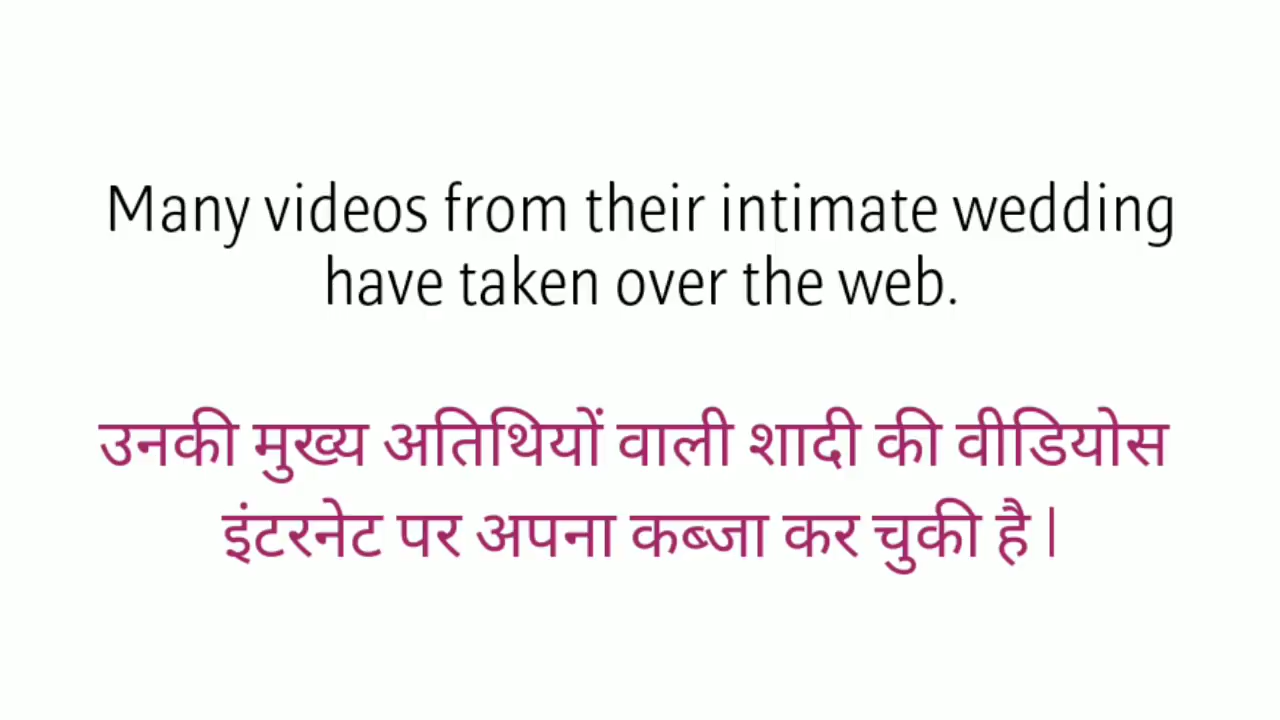 Many videos from their intimate wedding
have taken over the web.
उनकी मुख्य अतिथियों वाली शादी की वीडियोस
इंटरनेट पर अपना कब्जा कर चुकी है |